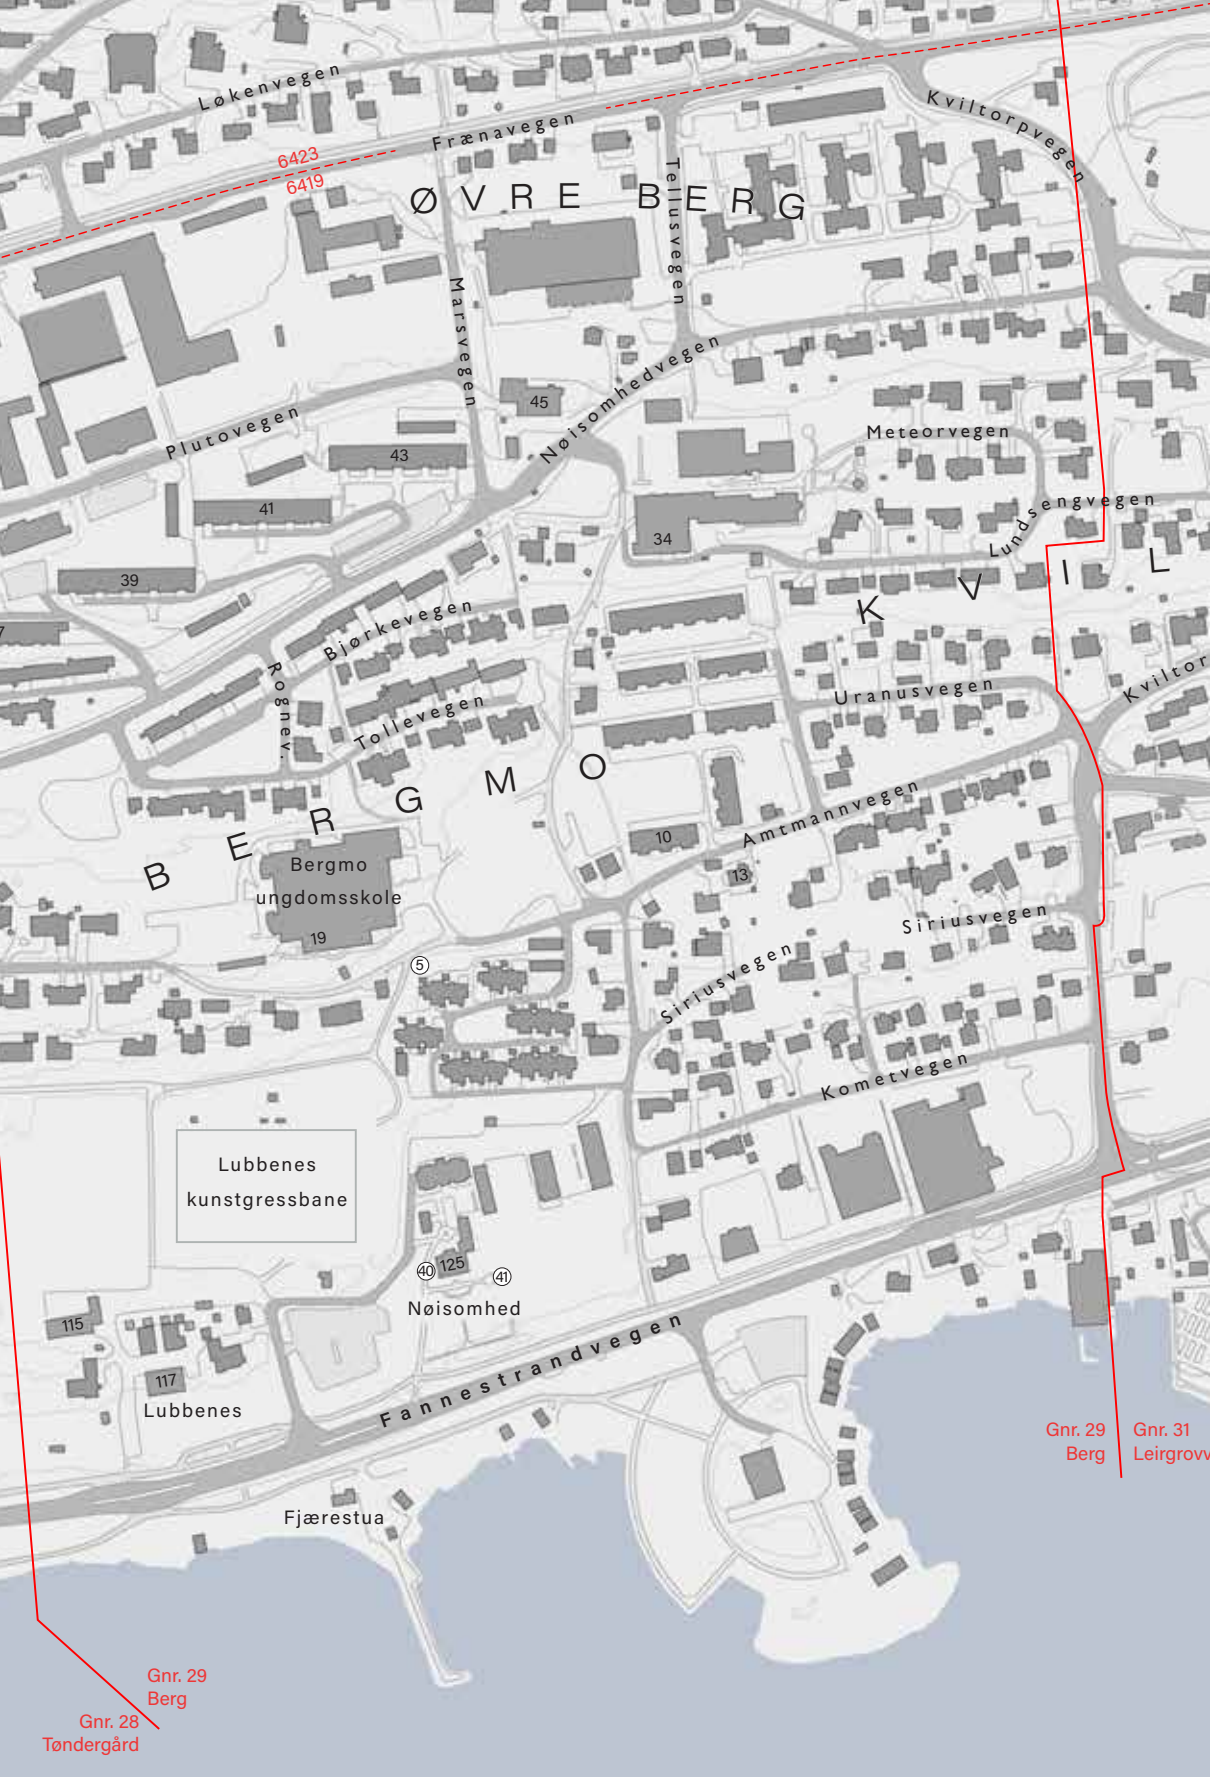 Løkenvegen
Frænavegen
Kviltorpvegen
6423
6419
ØVRE BERG
Tellusvegen
Marsvegen
Nøisomhedvegen
45
Plutovegen
43
Meteorvegen
41
Lundsengvegen
34
39
KVIL
7
Bjørkevegen
Rognev.
Uranusvegen
Kviltor
Tollevegen
BERGMO
Amtmannvegen
10
Bergmo
ungdomsskole
13
19
Siriusvegen
5
Siriusvegen
Kometvegen
Lubbenes
kunstgressbane
40
125
41
Nøisomhed
115
117
Lubbenes
Fannestrandvegen
Gnr. 29
Berg
Gnr. 31
Leirgrovv
Fjærestua
Gnr. 29
Berg
Gnr. 28
Tøndergård